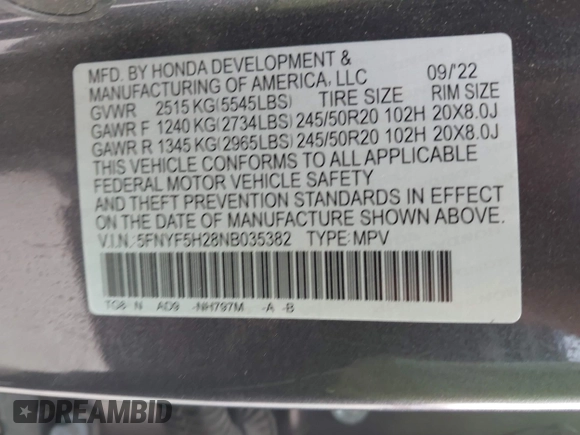 MFD. BY HONDA DEVELOPMENT &
MANUFACTURING OF AMERICA, LLC 09/'22
GVWR 2515 KG(5545LBS) TIRE SIZE RIM SIZE
GAWR F 1240 KG(2734LBS) 245/50R20 102H 20X8.0J
GAWR R 1345 KG(2965LBS) 245/50R20 102H 20X8.0J
THIS VEHICLE CONFORMS TO ALL APPLICABLE
FEDERAL MOTOR VEHICLE SAFETY
AND THEFT PREVENTION STANDARDS IN EFFECT
ON THE DATE OF MANUFACTURE SHOWN ABOVE.
V.I.N.: 5FNYF5H28NB035382 TYPE: MPV
TG8 N AD9 -NH797M -A -B
DREAMBID